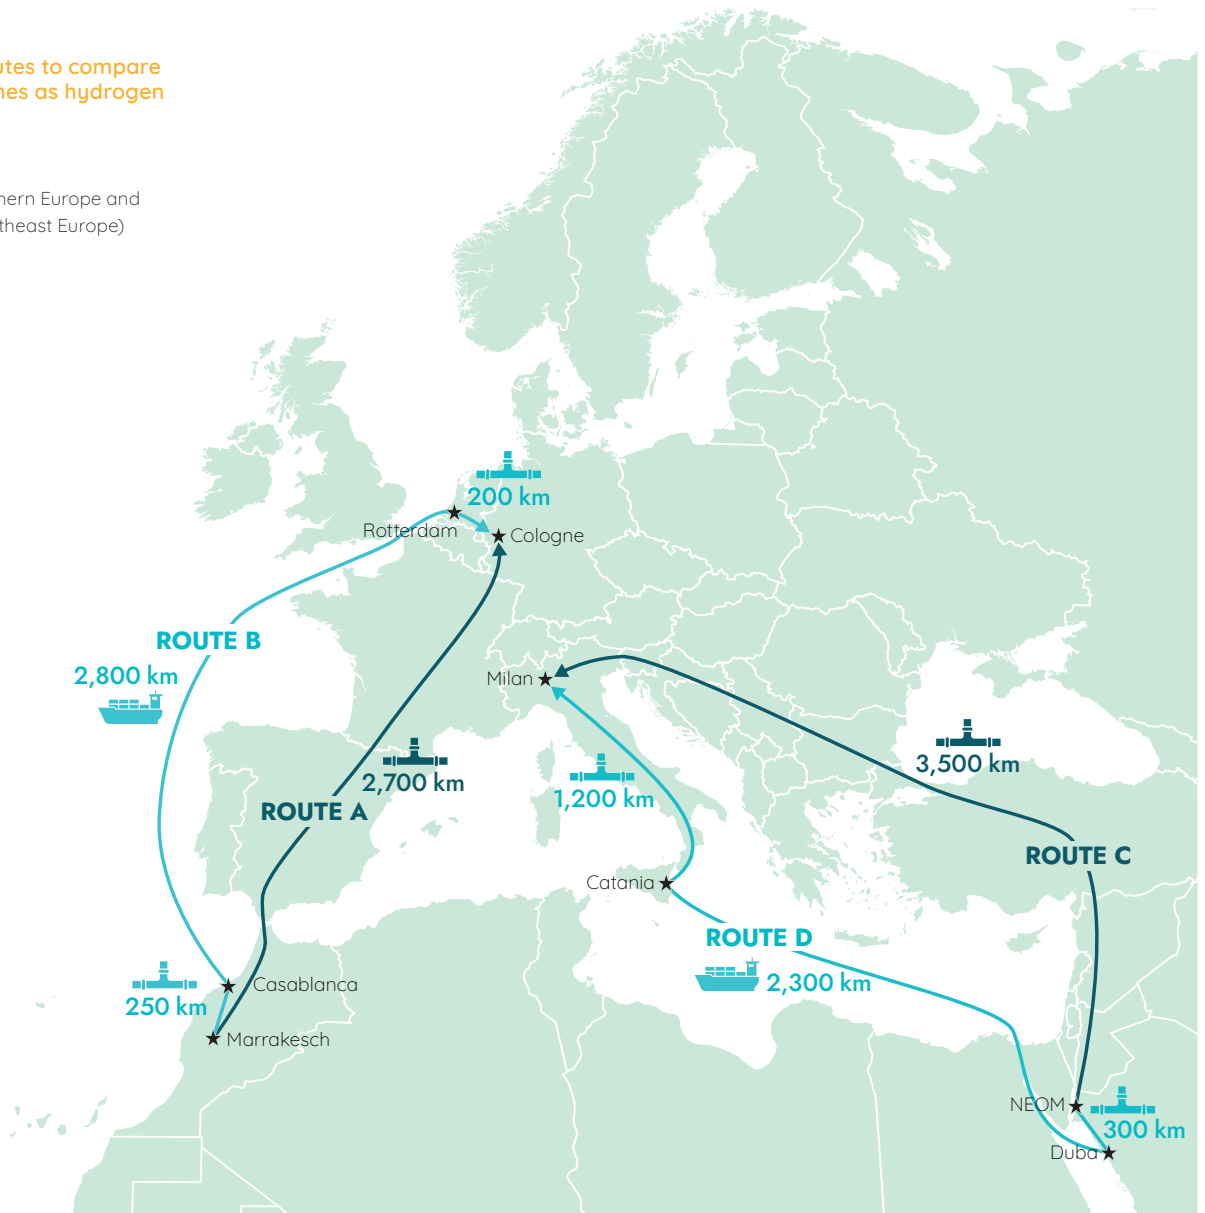 utes to compare
nes as hydrogen
hern Europe and
theast Europe)
200 km
Rotterdam
Cologne
ROUTE B
2,800 km
Milan
3,500 km
2,700 km
1,200 km
ROUTE A
ROUTE C
Catania
ROUTE D
2,300 km
Casablanca
250 km
Marrakesch
NEOM
300 km
Duba